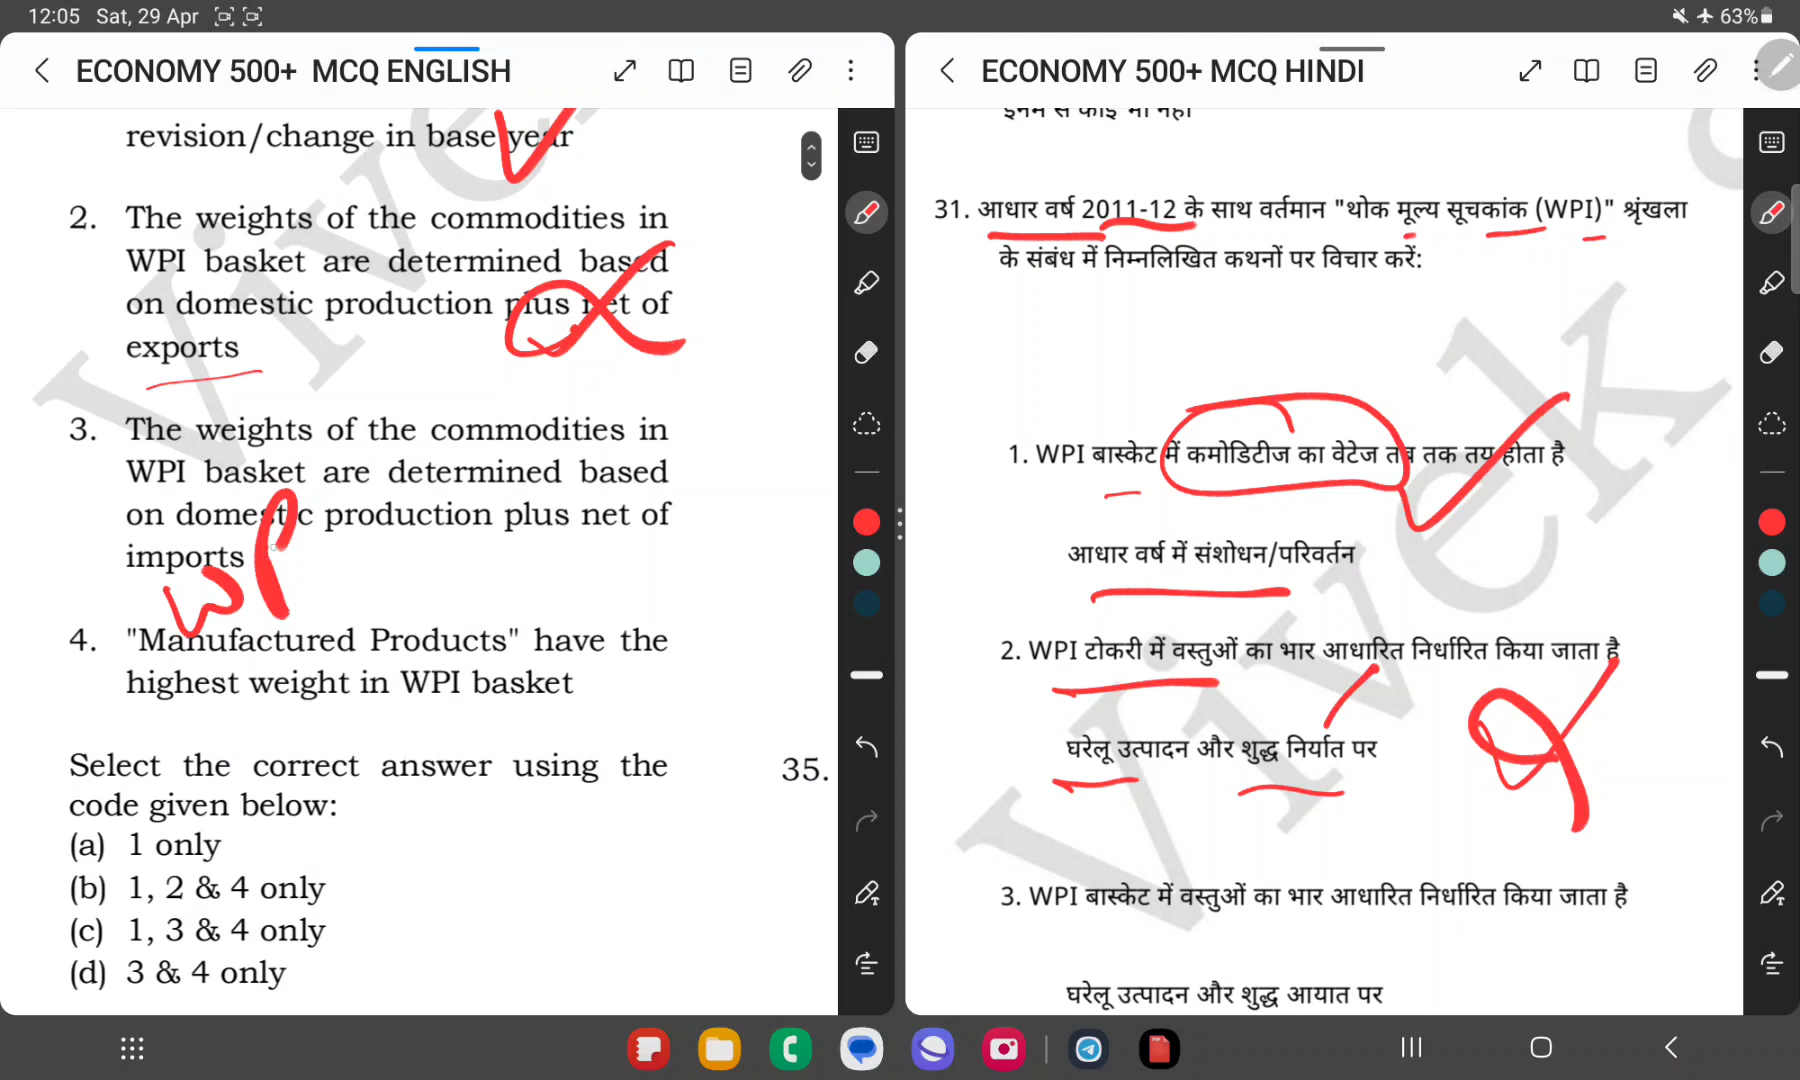 12:05 Sat, 29 Apr
63%
ECONOMY 500+ MCQ ENGLISH
revision/change in base year
2. The weights of the commodities in
WPI basket are determined based
on domestic production plus net of
exports
3. The weights of the commodities in
WPI basket are determined based
on domestic production plus net of
imports
WP
4. "Manufactured Products" have the
highest weight in WPI basket
Select the correct answer using the
code given below:
(a) 1 only
(b) 1, 2 & 4 only
(c) 1, 3 & 4 only
(d) 3 & 4 only
35.
ECONOMY 500+ MCQ HINDI
इनमें से कोई भी नहीं
31. आधार वर्ष 2011-12 के साथ वर्तमान "थोक मूल्य सूचकांक (WPI)" श्रृंखला
के संबंध में निम्नलिखित कथनों पर विचार करें:
1. WPI बास्केट में कमोडिटीज का वेटेज तब तक तय होता है
आधार वर्ष में संशोधन/परिवर्तन
2. WPI टोकरी में वस्तुओं का भार आधारित निर्धारित किया जाता है
घरेलू उत्पादन और शुद्ध निर्यात पर
3. WPI बास्केट में वस्तुओं का भार आधारित निर्धारित किया जाता है
घरेलू उत्पादन और शुद्ध आयात पर
Vive
Vivek